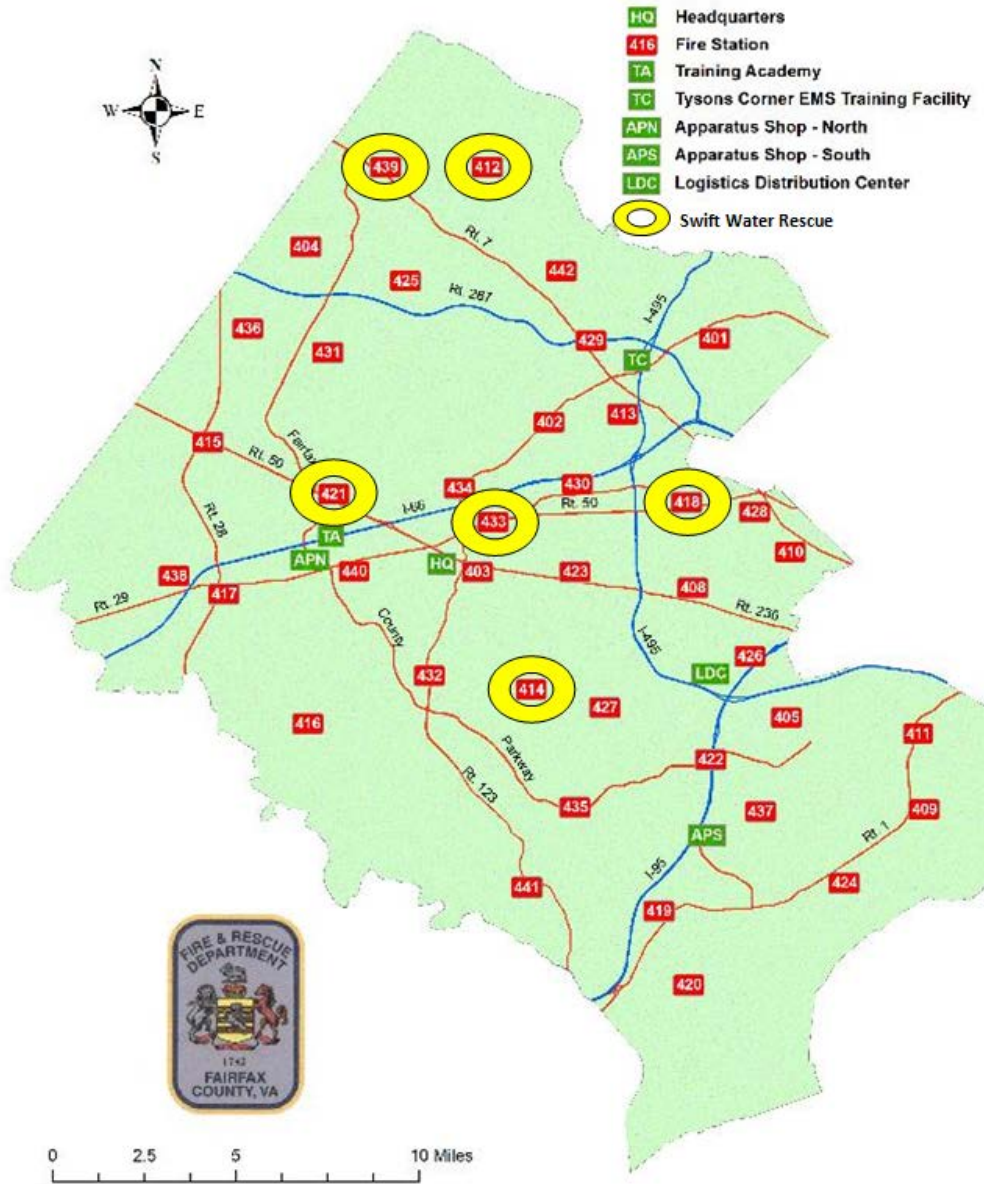 HQ Headquarters
416 Fire Station
TA Training Academy
TC Tysons Corner EMS Training Facility
APN Apparatus Shop - North
APS Apparatus Shop - South
LDC Logistics Distribution Center
Swift Water Rescue
N
W E
S
439
412
Rt. 7
404
442
425
Rt. 267
I-495
436
431
429
401
TC
402
413
415
Rt. 50
Fairfax
421
434
430
418
428
433
Rt. 50
I-66
Rt. 28
TA
APN
HQ
410
438
440
403
423
408
417
Rt. 29
County
Rt. 236
I-495
426
432
LDC
414
427
405
416
411
Parkway
422
Rt. 123
435
437
409
APS
Rt. 1
I-95
441
424
419
420
FIRE & RESCUE
DEPARTMENT
1742
FAIRFAX
COUNTY, VA
0 2.5 5 10 Miles